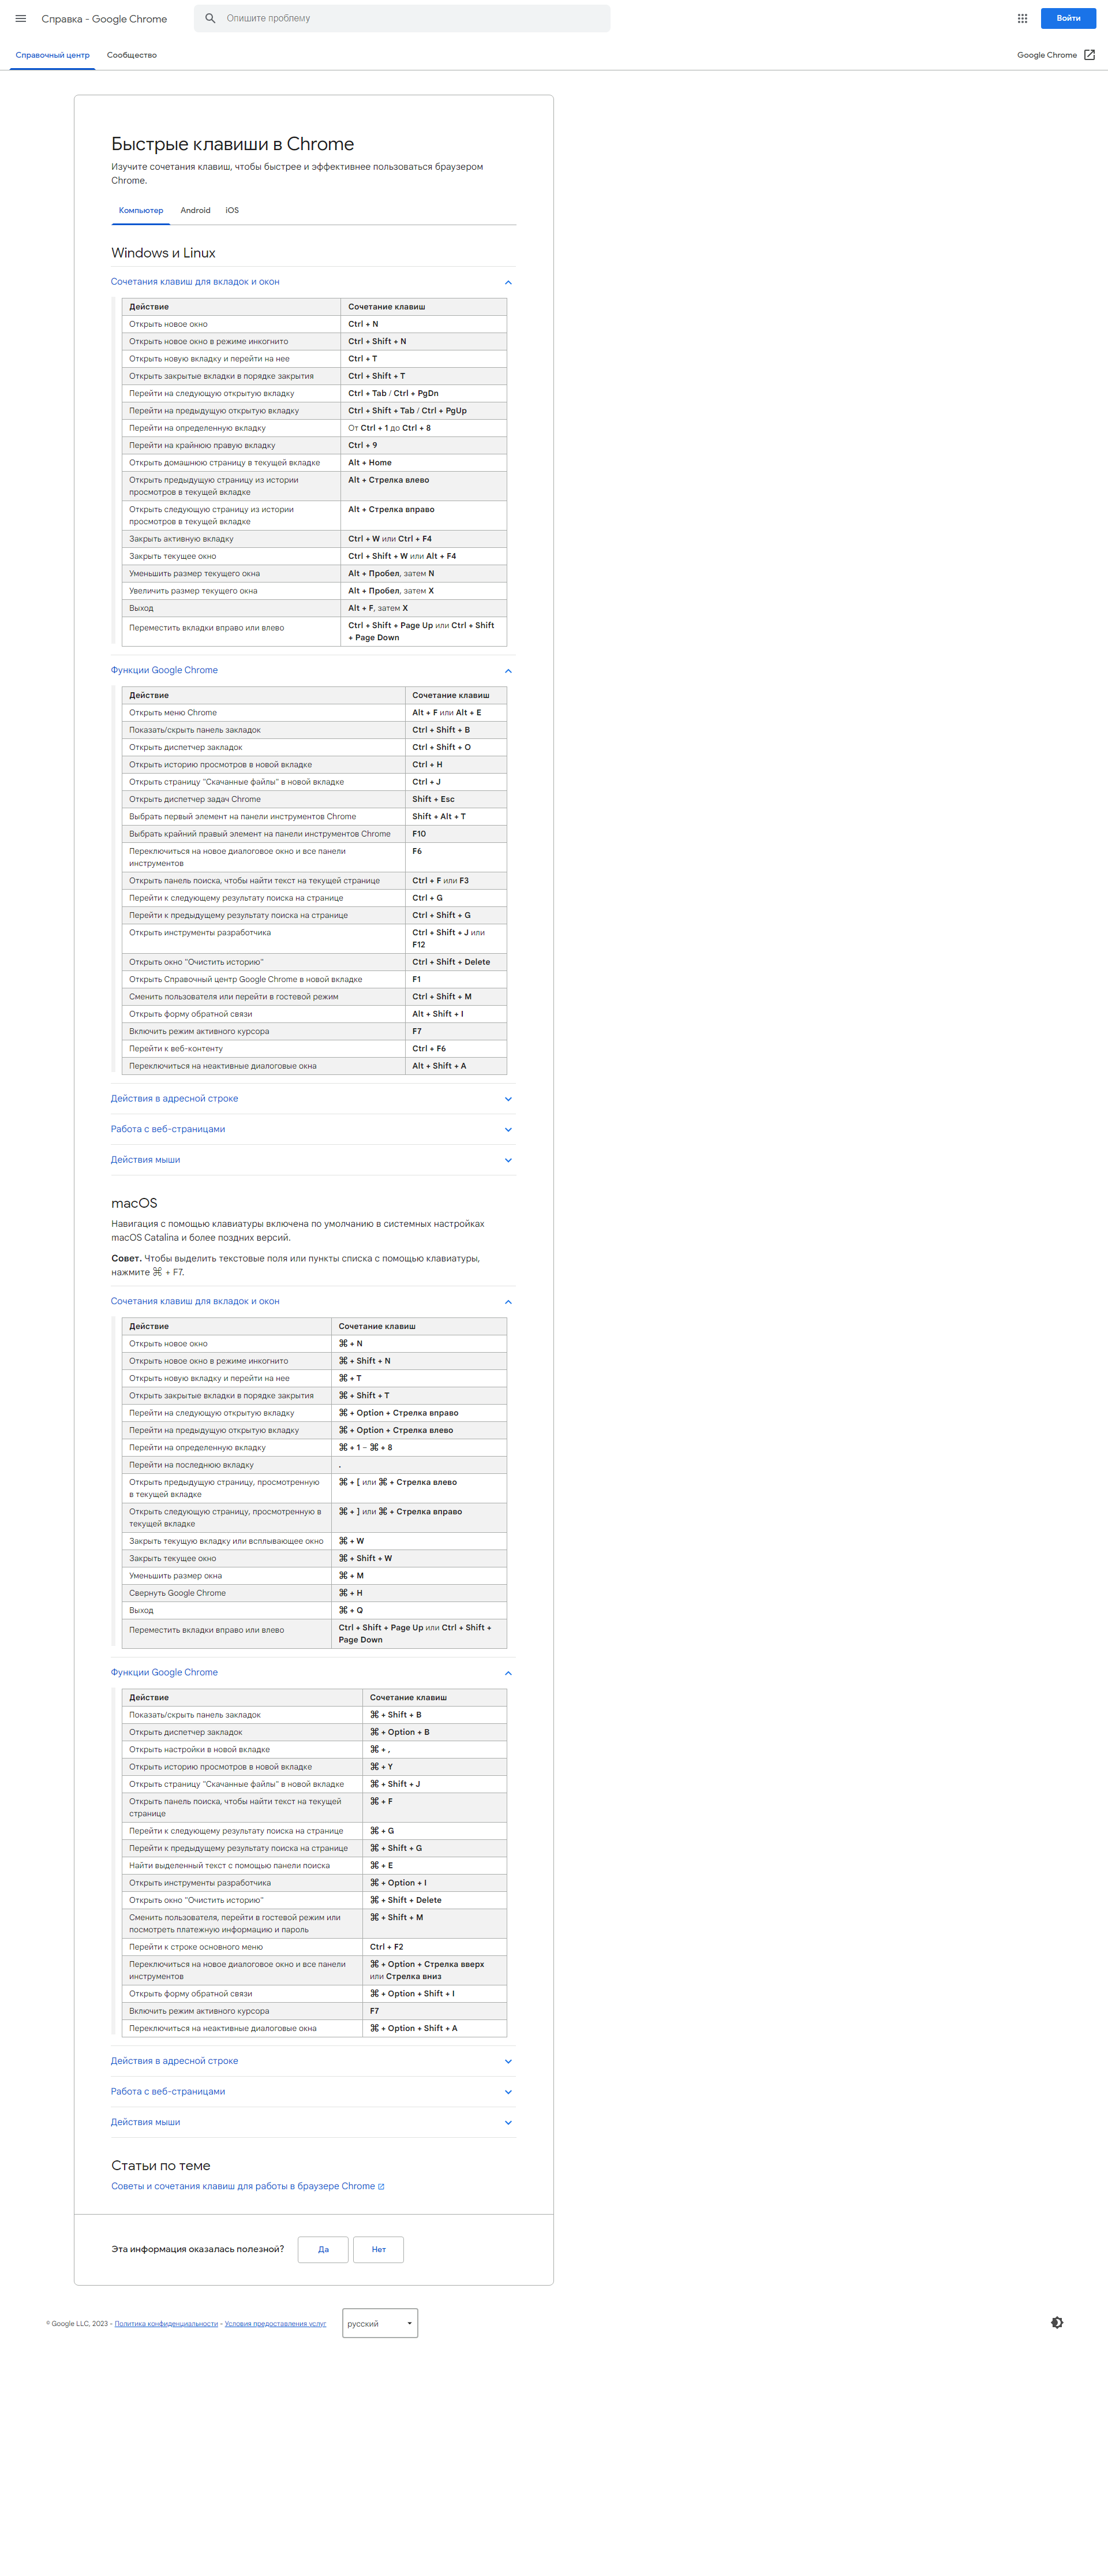 Справка - Google Chrome
Опишите проблему
Войти
Справочный центр
Сообщество
Google Chrome
Быстрые клавиши в Chrome
Изучите сочетания клавиш, чтобы быстрее и эффективнее пользоваться браузером
Chrome.
Компьютер Android iOS
Windows и Linux
Сочетания клавиш для вкладок и окон
Действие Сочетание клавиш
Открыть новое окно Ctrl + N
Открыть новое окно в режиме инкогнито Ctrl + Shift + N
Открыть новую вкладку и перейти на нее Ctrl + T
Открыть закрытые вкладки в порядке закрытия Ctrl + Shift + T
Перейти на следующую открытую вкладку Ctrl + Tab / Ctrl + PgDn
Перейти на предыдущую открытую вкладку Ctrl + Shift + Tab / Ctrl + PgUp
Перейти на определенную вкладку От Ctrl + 1 до Ctrl + 8
Перейти на крайнюю правую вкладку Ctrl + 9
Открыть домашнюю страницу в текущей вкладке Alt + Home
Открыть предыдущую страницу из истории Alt + Стрелка влево
просмотров в текущей вкладке
Открыть следующую страницу из истории Alt + Стрелка вправо
просмотров в текущей вкладке
Закрыть активную вкладку Ctrl + W или Ctrl + F4
Закрыть текущее окно Ctrl + Shift + W или Alt + F4
Уменьшить размер текущего окна Alt + Пробел, затем N
Увеличить размер текущего окна Alt + Пробел, затем X
Выход Alt + F, затем X
Переместить вкладки вправо или влево Ctrl + Shift + Page Up или Ctrl + Shift
+ Page Down
Функции Google Chrome
Действие Сочетание клавиш
Открыть меню Chrome Alt + F или Alt + E
Показать/скрыть панель закладок Ctrl + Shift + B
Открыть диспетчер закладок Ctrl + Shift + O
Открыть историю просмотров в новой вкладке Ctrl + H
Открыть страницу "Скачанные файлы" в новой вкладке Ctrl + J
Открыть диспетчер задач Chrome Shift + Esc
Выбрать первый элемент на панели инструментов Chrome Shift + Alt + T
Выбрать крайний правый элемент на панели инструментов Chrome F10
Переключиться на новое диалоговое окно и все панели F6
инструментов
Открыть панель поиска, чтобы найти текст на текущей странице Ctrl + F или F3
Перейти к следующему результату поиска на странице Ctrl + G
Перейти к предыдущему результату поиска на странице Ctrl + Shift + G
Открыть инструменты разработчика Ctrl + Shift + J или
F12
Открыть окно "Очистить историю" Ctrl + Shift + Delete
Открыть Справочный центр Google Chrome в новой вкладке F1
Сменить пользователя или перейти в гостевой режим Ctrl + Shift + M
Открыть форму обратной связи Alt + Shift + I
Включить режим активного курсора F7
Перейти к веб-контенту Ctrl + F6
Переключиться на неактивные диалоговые окна Alt + Shift + A
Действия в адресной строке
Работа с веб-страницами
Действия мыши
macOS
Навигация с помощью клавиатуры включена по умолчанию в системных настройках
macOS Catalina и более поздних версий.
Совет. Чтобы выделить текстовые поля или пункты списка с помощью клавиатуры,
нажмите ⌘ + F7.
Сочетания клавиш для вкладок и окон
Действие Сочетание клавиш
Открыть новое окно ⌘ + N
Открыть новое окно в режиме инкогнито ⌘ + Shift + N
Открыть новую вкладку и перейти на нее ⌘ + T
Открыть закрытые вкладки в порядке закрытия ⌘ + Shift + T
Перейти на следующую открытую вкладку ⌘ + Option + Стрелка вправо
Перейти на предыдущую открытую вкладку ⌘ + Option + Стрелка влево
Перейти на определенную вкладку ⌘ + 1 – ⌘ + 8
Перейти на последнюю вкладку .
Открыть предыдущую страницу, просмотренную ⌘ + [ или ⌘ + Стрелка влево
в текущей вкладке
Открыть следующую страницу, просмотренную в ⌘ + ] или ⌘ + Стрелка вправо
текущей вкладке
Закрыть текущую вкладку или всплывающее окно ⌘ + W
Закрыть текущее окно ⌘ + Shift + W
Уменьшить размер окна ⌘ + M
Свернуть Google Chrome ⌘ + H
Выход ⌘ + Q
Переместить вкладки вправо или влево Ctrl + Shift + Page Up или Ctrl + Shift +
Page Down
Функции Google Chrome
Действие Сочетание клавиш
Показать/скрыть панель закладок ⌘ + Shift + B
Открыть диспетчер закладок ⌘ + Option + B
Открыть настройки в новой вкладке ⌘ + ,
Открыть историю просмотров в новой вкладке ⌘ + Y
Открыть страницу "Скачанные файлы" в новой вкладке ⌘ + Shift + J
Открыть панель поиска, чтобы найти текст на текущей ⌘ + F
странице
Перейти к следующему результату поиска на странице ⌘ + G
Перейти к предыдущему результату поиска на странице ⌘ + Shift + G
Найти выделенный текст с помощью панели поиска ⌘ + E
Открыть инструменты разработчика ⌘ + Option + I
Открыть окно "Очистить историю" ⌘ + Shift + Delete
Сменить пользователя, перейти в гостевой режим или ⌘ + Shift + M
посмотреть платежную информацию и пароль
Перейти к строке основного меню Ctrl + F2
Переключиться на новое диалоговое окно и все панели ⌘ + Option + Стрелка вверх
инструментов или Стрелка вниз
Открыть форму обратной связи ⌘ + Option + Shift + I
Включить режим активного курсора F7
Переключиться на неактивные диалоговые окна ⌘ + Option + Shift + A
Действия в адресной строке
Работа с веб-страницами
Действия мыши
Статьи по теме
Советы и сочетания клавиш для работы в браузере Chrome
Эта информация оказалась полезной? Да Нет
© Google LLC, 2023 - Политика конфиденциальности - Условия предоставления услуг русский